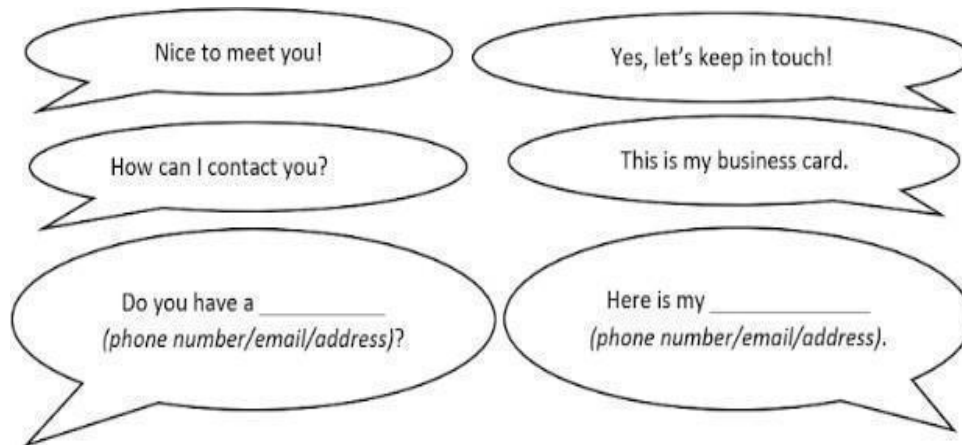 Nice to meet you!
Yes, let's keep in touch!
How can I contact you?
This is my business card.
Do you have a ___________
(phone number/email/address)?
Here is my ______________
(phone number/email/address).